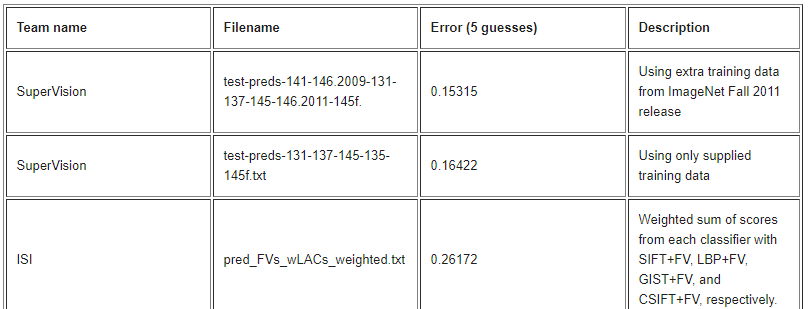 Team name Filename Error (5 guesses) Description
SuperVision
test-preds-141-146.2009-131-
137-145-146.2011-145f.
0.15315
Using extra training data
from ImageNet Fall 2011
release
SuperVision
test-preds-131-137-145-135-
145f.txt
0.16422
Using only supplied
training data
ISI
pred_FVs_wLACs_weighted.txt
0.26172
Weighted sum of scores
from each classifier with
SIFT+FV, LBP+FV,
GIST+FV, and
CSIFT+FV, respectively.